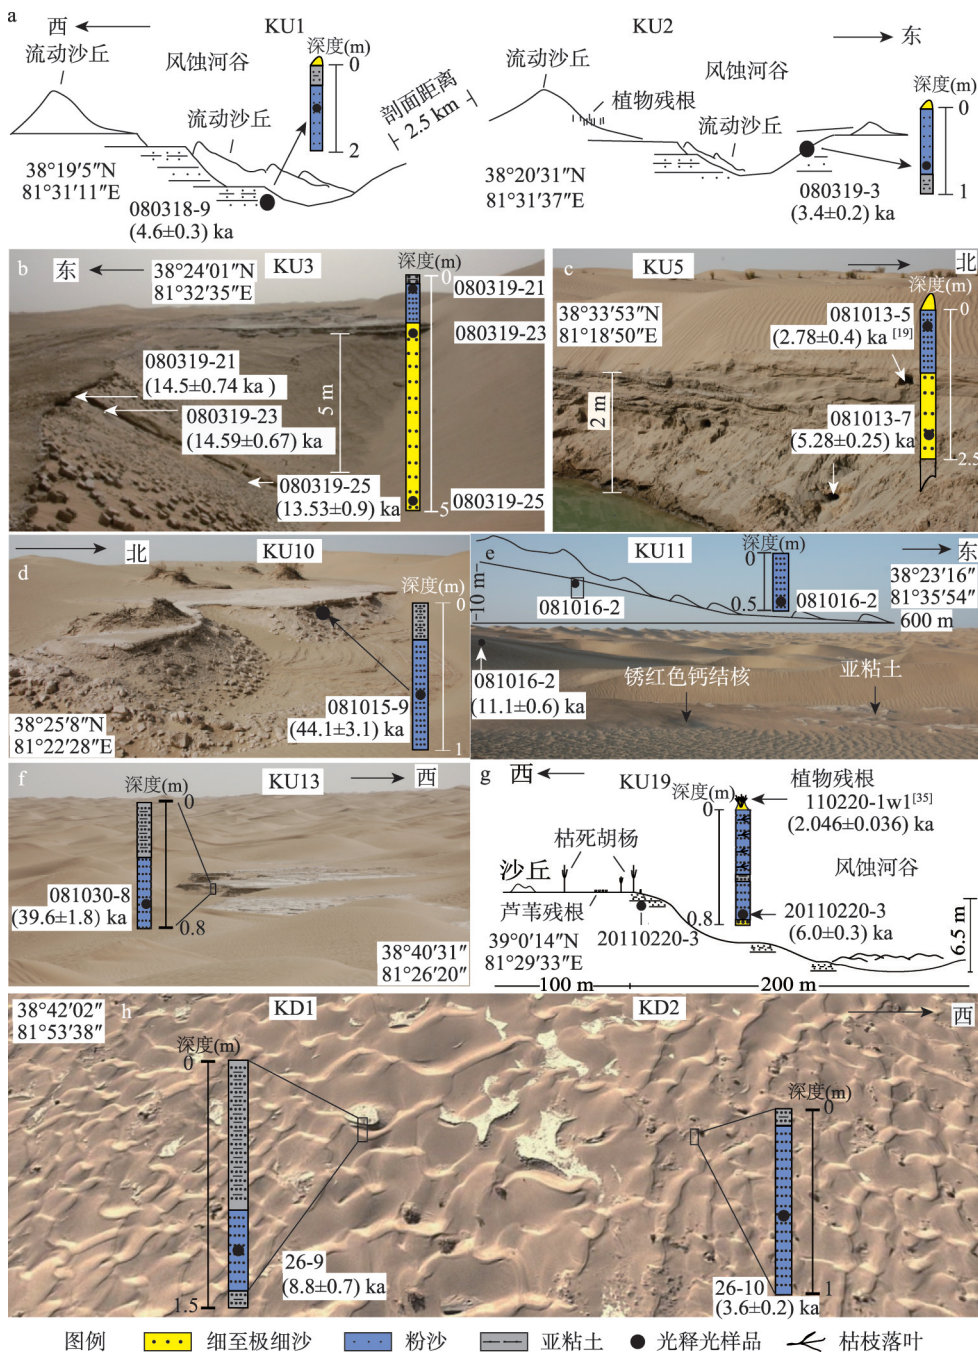 a
西
KU1
KU2
东
流动沙丘
风蚀河谷
深度(m)
0
2
流动沙丘
剖面距离
2.5 km
38°19′5″N
81°31′11″E
080318-9
(4.6±0.3) ka
流动沙丘
植物残根
风蚀河谷
流动沙丘
深度(m)
0
1
38°20′31″N
81°31′37″E
080319-3
(3.4±0.2) ka
b
东
38°24′01″N
81°32′35″E
KU3
深度(m)
0
080319-21
080319-23
080319-21
(14.5±0.74 ka )
080319-23
(14.59±0.67) ka
5 m
080319-25
(13.53±0.9) ka
080319-25
5
c
KU5
北
深度(m)
0
38°33′53″N
81°18′50″E
081013-5
(2.78±0.4) ka [19]
2 m
081013-7
(5.28±0.25) ka
2.5
d
北
KU10
0
1
081015-9
(44.1±3.1) ka
38°25′8″N
81°22′28″E
e
KU11
深度(m)
0
0.5
东
38°23′16″
81°35′54″
10 m
081016-2
081016-2
600 m
081016-2
(11.1±0.6) ka
锈红色钙结核
亚粘土
f
KU13
西
深度(m)
0
0.8
081030-8
(39.6±1.8) ka
38°40′31″
81°26′20″
g
西
KU19
深度(m)
0
0.8
植物残根
110220-1w1[35]
(2.046±0.036) ka
枯死胡杨
沙丘
芦苇残根
风蚀河谷
20110220-3
20110220-3
(6.0±0.3) ka
39°0′14″N
81°29′33″E
6.5 m
100 m
200 m
38°42′02″
81°53′38″
h
KD1
KD2
西
深度(m)
0
1.5
26-9
(8.8±0.7) ka
深度(m)
0
1
26-10
(3.6±0.2) ka
图例
细至极细沙
粉沙
亚粘土
光释光样品
枯枝落叶